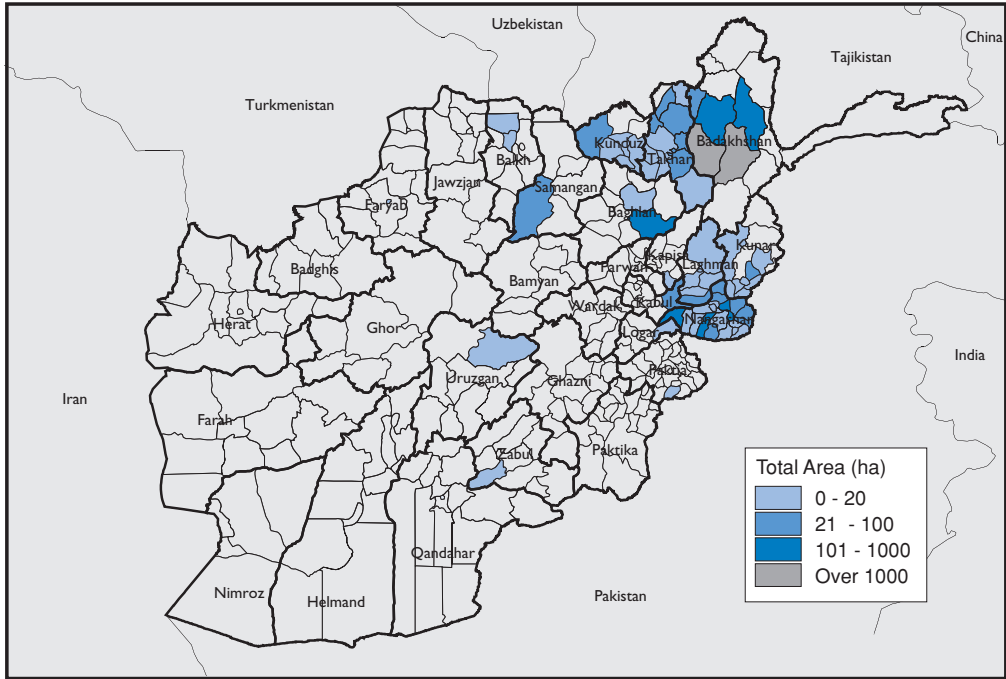 Uzbekistan
China
Tajikistan
Turkmenistan
Kunduz
Badakhshan
Takhar
Balkh
Jawzjan
Samangan
Faryab
Baghlan
Kunar
Kapisa
Laghman
Parwan
Badghis
Bamyan
Kabul
Wardak
Nangarhar
Herat
Ghor
Logar
India
Paktia
Uruzgan
Ghazni
Iran
Farah
Zabul
Paktika
Total Area (ha)
0 - 20
21 - 100
101 - 1000
Over 1000
Qandahar
Nimroz
Helmand
Pakistan